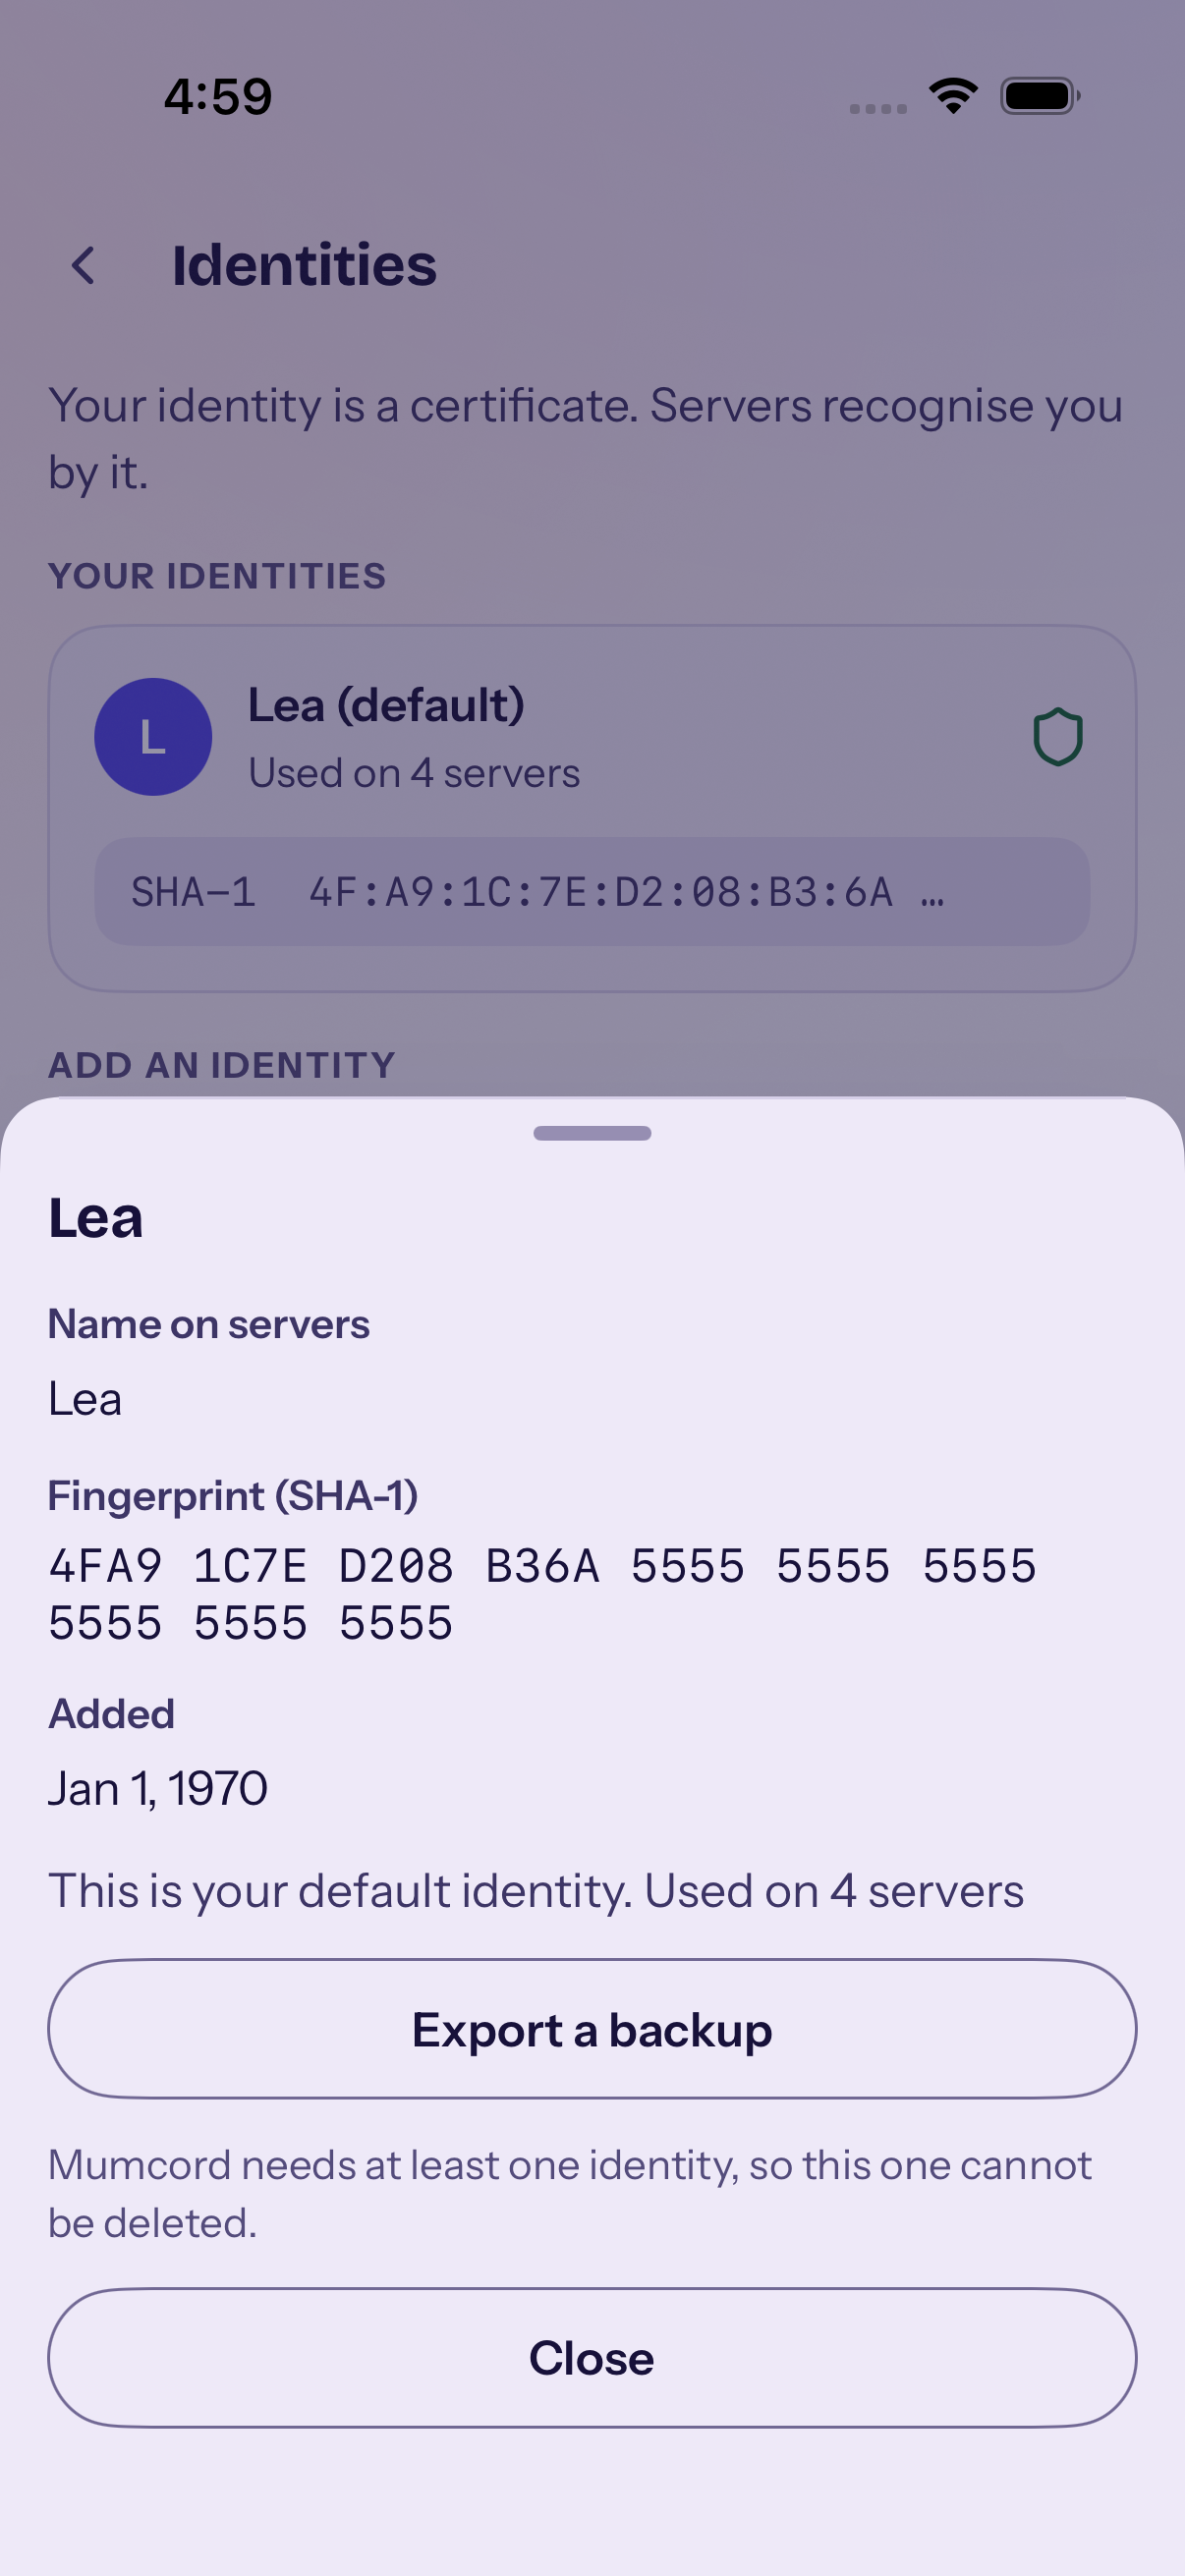 4:59
Identities
Your identity is a certificate. Servers recognise you
by it.
YOUR IDENTITIES
L
Lea (default)
Used on 4 servers
SHA-1 4F:A9:1C:7E:D2:08:B3:6A …
ADD AN IDENTITY
Lea
Name on servers
Lea
Fingerprint (SHA-1)
4FA9 1C7E D208 B36A 5555 5555 5555
5555 5555 5555
Added
Jan 1, 1970
This is your default identity. Used on 4 servers
Export a backup
Mumcord needs at least one identity, so this one cannot
be deleted.
Close